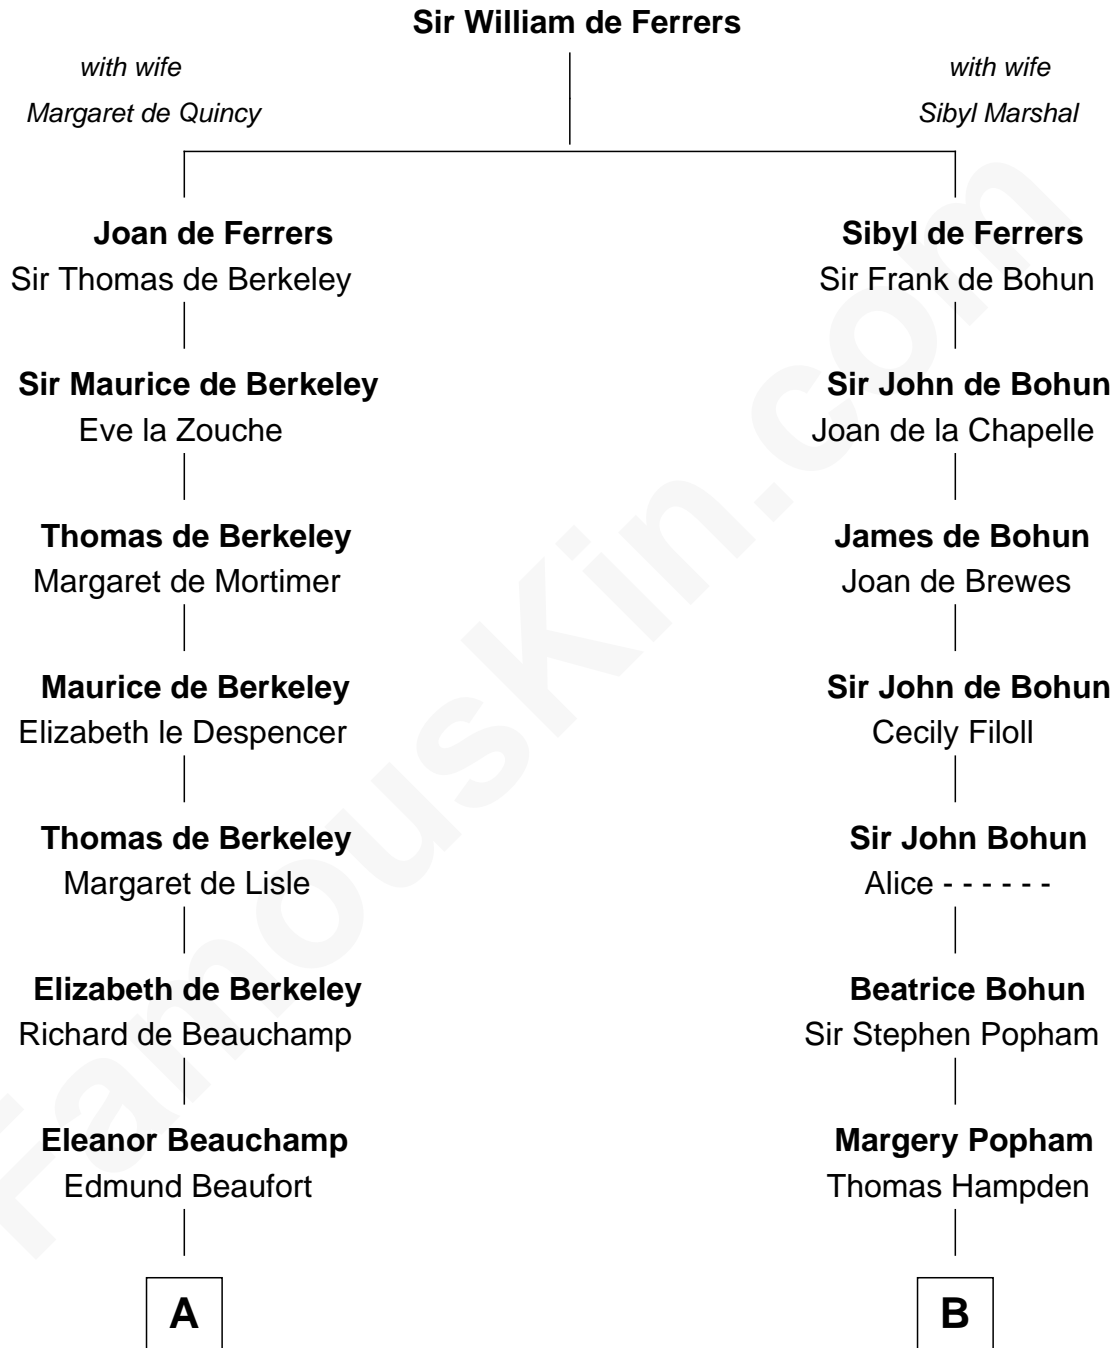 Sir William de Ferrers
with wife
Margaret de Quincy
with wife
Sibyl Marshal
Joan de Ferrers
Sir Thomas de Berkeley
Sibyl de Ferrers
Sir Frank de Bohun
Sir Maurice de Berkeley
Eve la Zouche
Sir John de Bohun
Joan de la Chapelle
Thomas de Berkeley
Margaret de Mortimer
James de Bohun
Joan de Brewes
Maurice de Berkeley
Elizabeth le Despencer
Sir John de Bohun
Cecily Filoll
Thomas de Berkeley
Margaret de Lisle
Sir John Bohun
Alice - - - - - -
Elizabeth de Berkeley
Richard de Beauchamp
Beatrice Bohun
Sir Stephen Popham
Eleanor Beauchamp
Edmund Beaufort
Margery Popham
Thomas Hampden
A
B
FamousKin.com